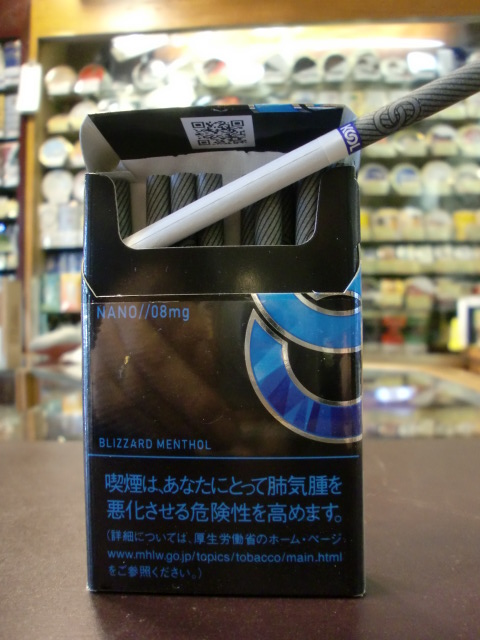 KOOL
NANO//08mg
BLIZZARD MENTHOL
喫煙は、あなたにとって肺気腫を
悪化させる危険性を高めます。
(詳細については、厚生労働省のホーム・ページ
www.mhlw.go.jp/topics/tobacco/main.html
をご参照ください。)